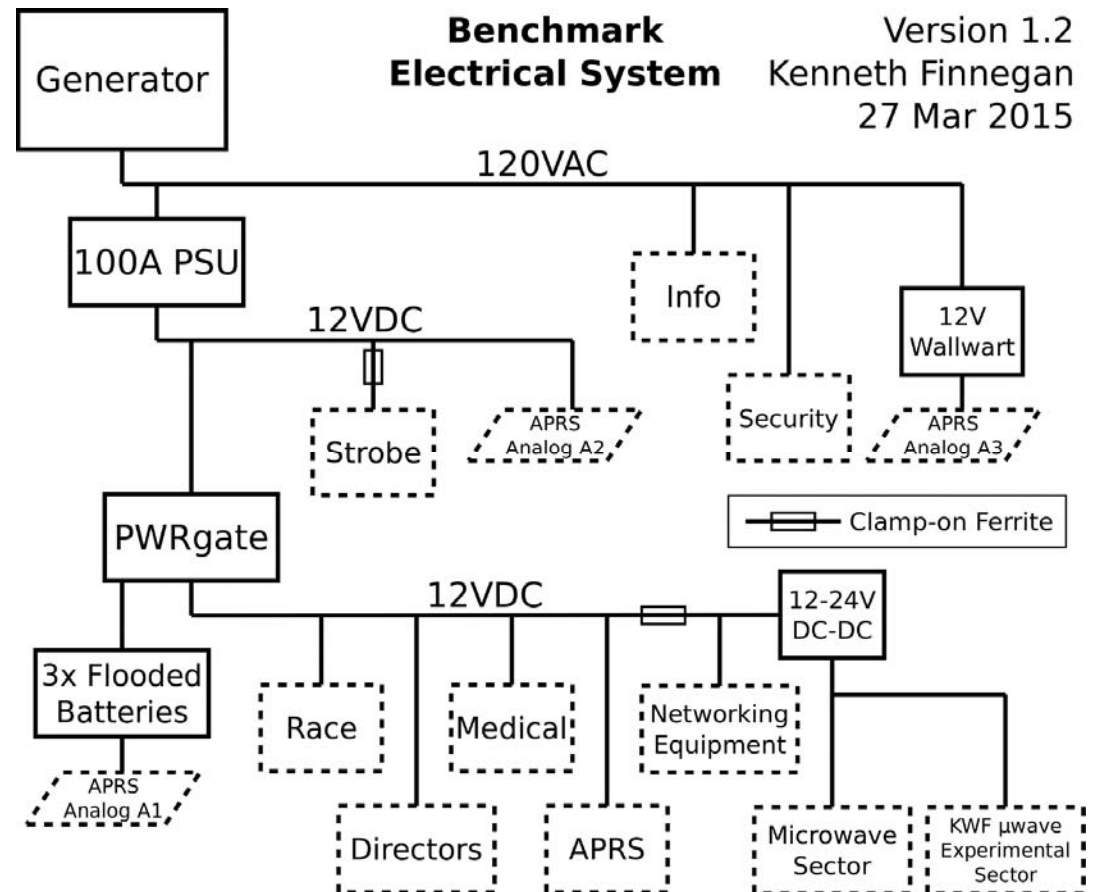 Benchmark
Electrical System
Version 1.2
Kenneth Finnegan
27 Mar 2015
Generator
120VAC
100A PSU
Info
12V
Wallwart
12VDC
Security
Strobe
APRS
Analog A2
APRS
Analog A3
Clamp-on Ferrite
PWRgate
12VDC
12-24V
DC-DC
3x Flooded
Batteries
Race
Medical
Networking
Equipment
APRS
Analog A1
Directors
APRS
Microwave
Sector
KWF µwave
Experimental
Sector